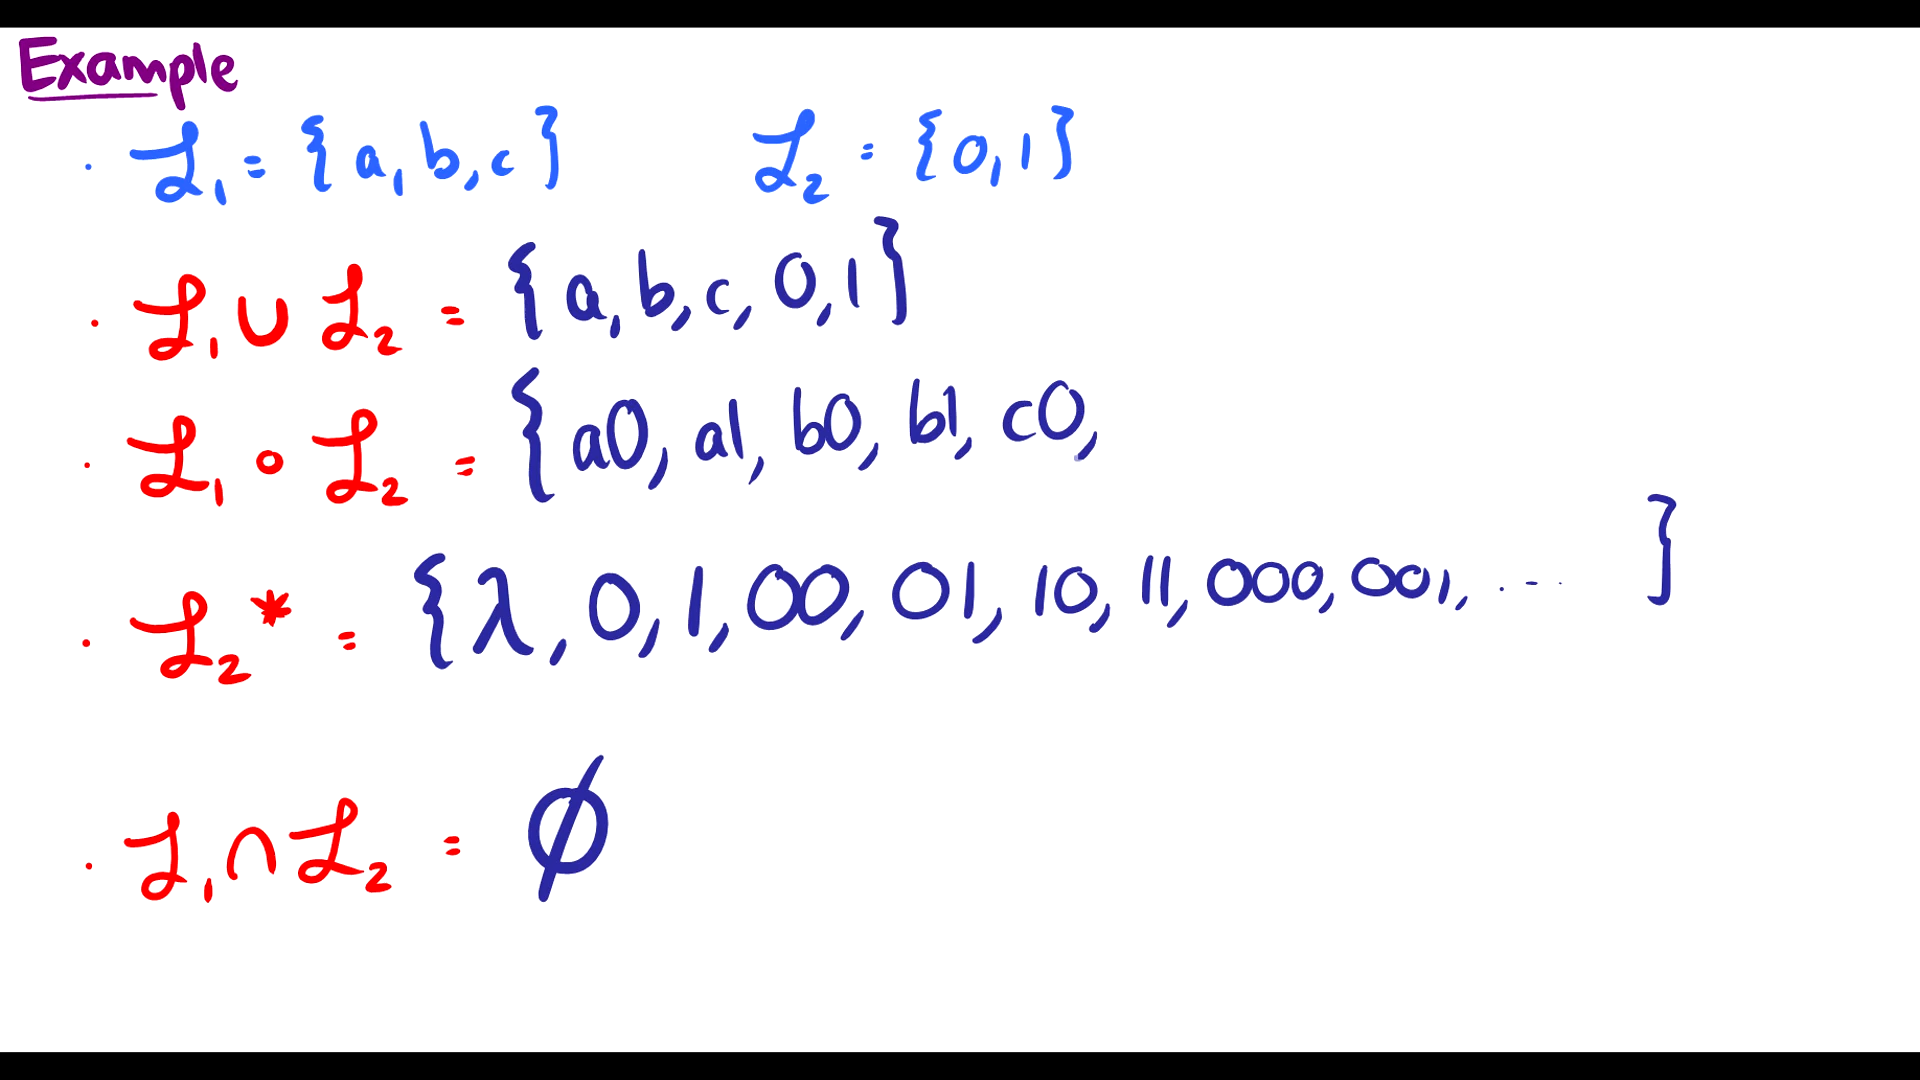 Example
· ℒ₁ = {a, b, c} ℒ₂ = {0, 1}
· ℒ₁ ∪ ℒ₂ = {a, b, c, 0, 1}
· ℒ₁ ∘ ℒ₂ = {a0, a1, b0, b1, c0,
· ℒ₂* = {λ, 0, 1, 00, 01, 10, 11, 000, 001, ... }
· ℒ₁ ∩ ℒ₂ = ϕ